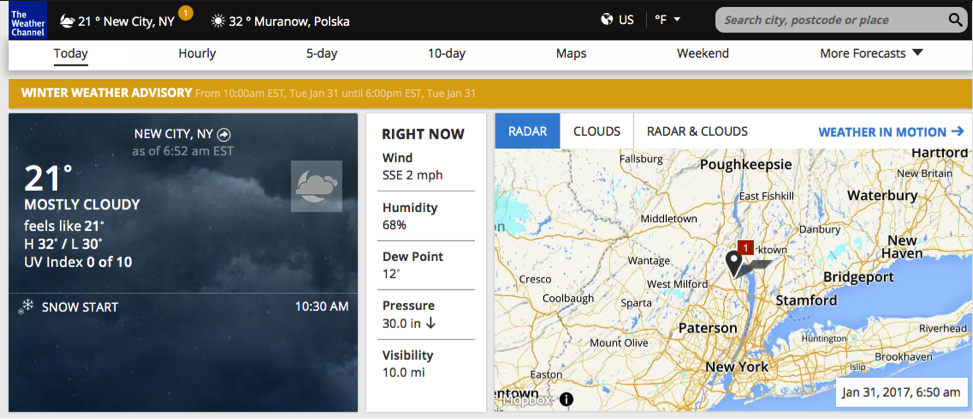 The
Weather
Channel
21 ° New City, NY 1
32 ° Muranow, Polska
US °F
Search city, postcode or place
Today Hourly 5-day 10-day Maps Weekend More Forecasts
WINTER WEATHER ADVISORY From 10:00am EST, Tue Jan 31 until 6:00pm EST, Tue Jan 31
NEW CITY, NY
as of 6:52 am EST
21°
MOSTLY CLOUDY
feels like 21°
H 32° / L 30°
UV Index 0 of 10
SNOW START 10:30 AM
RIGHT NOW
Wind
SSE 2 mph
Humidity
68%
Dew Point
12°
Pressure
30.0 in ↓
Visibility
10.0 mi
RADAR CLOUDS RADAR & CLOUDS WEATHER IN MOTION →
Fallsburg
Poughkeepsie
Hartford
New Britain
East Fishkill
Waterbury
Middletown
Danbury
1 rktown
New
Haven
Wantage
Cresco
West Milford
Bridgeport
Coolbaugh
Sparta
Stamford
Paterson
Riverhead
Mount Olive
Huntington
Brookhaven
New York
Islip
Easton
entown
Mapbox i
Jan 31, 2017, 6:50 am